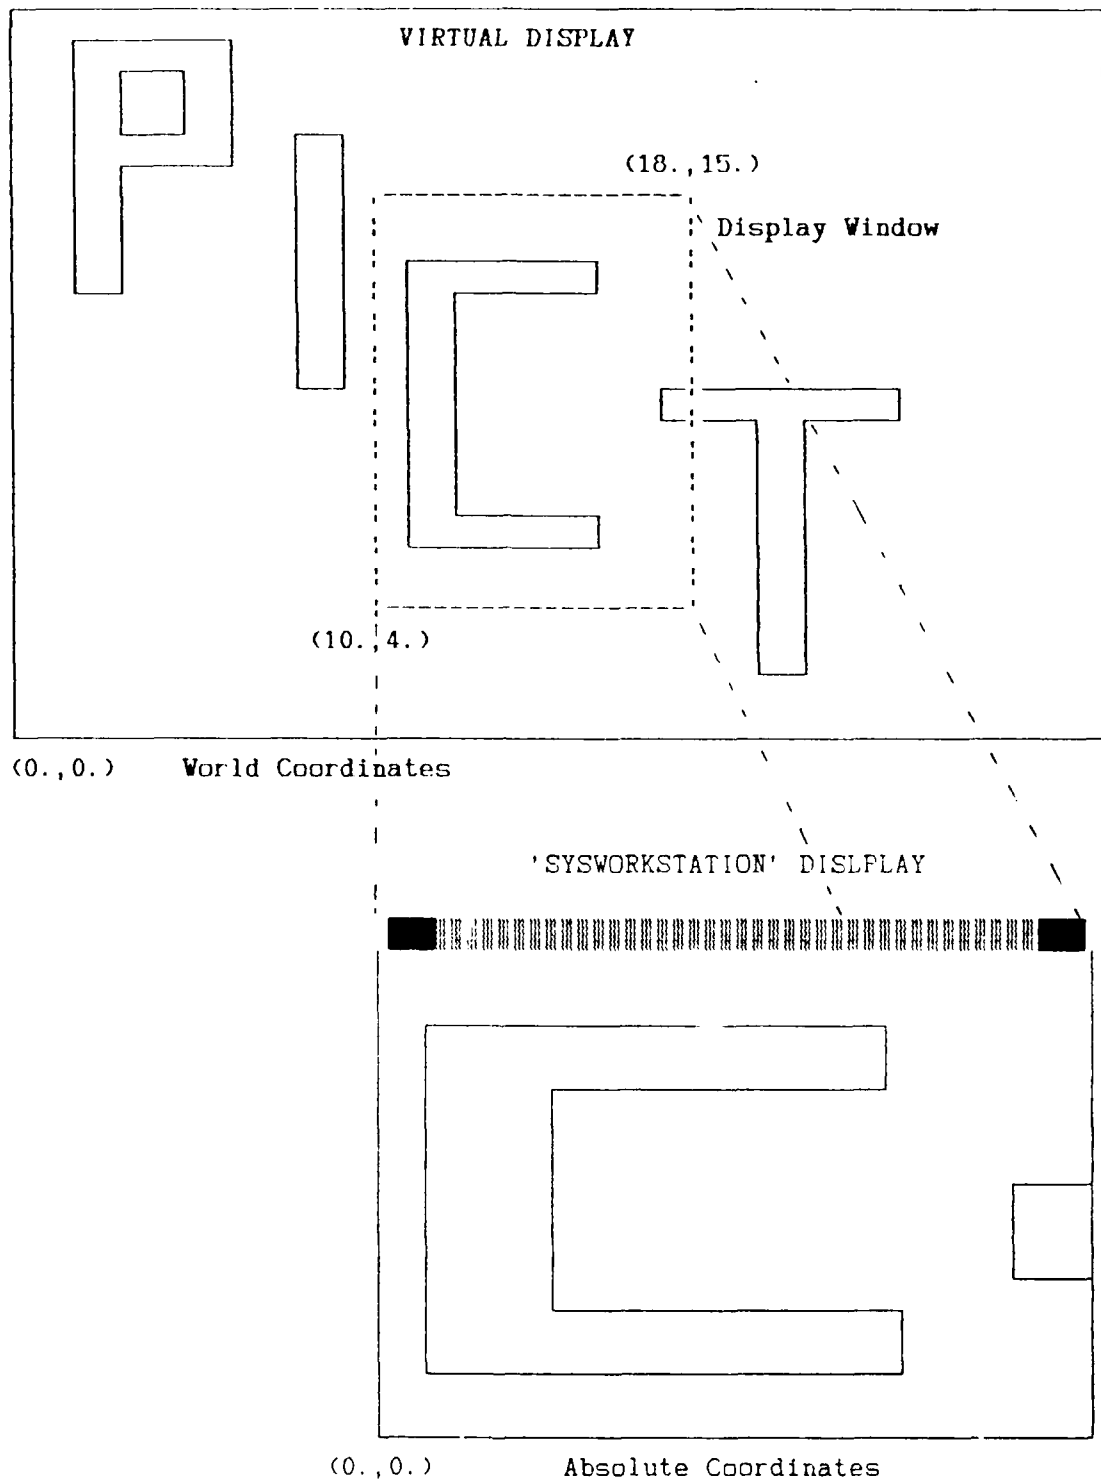 VIRTUAL DISPLAY
(18.,15.)
Display Window
(10.,4.)
(0.,0.) World Coordinates
'SYSWORKSTATION' DISLPLAY
(0.,0.) Absolute Coordinates